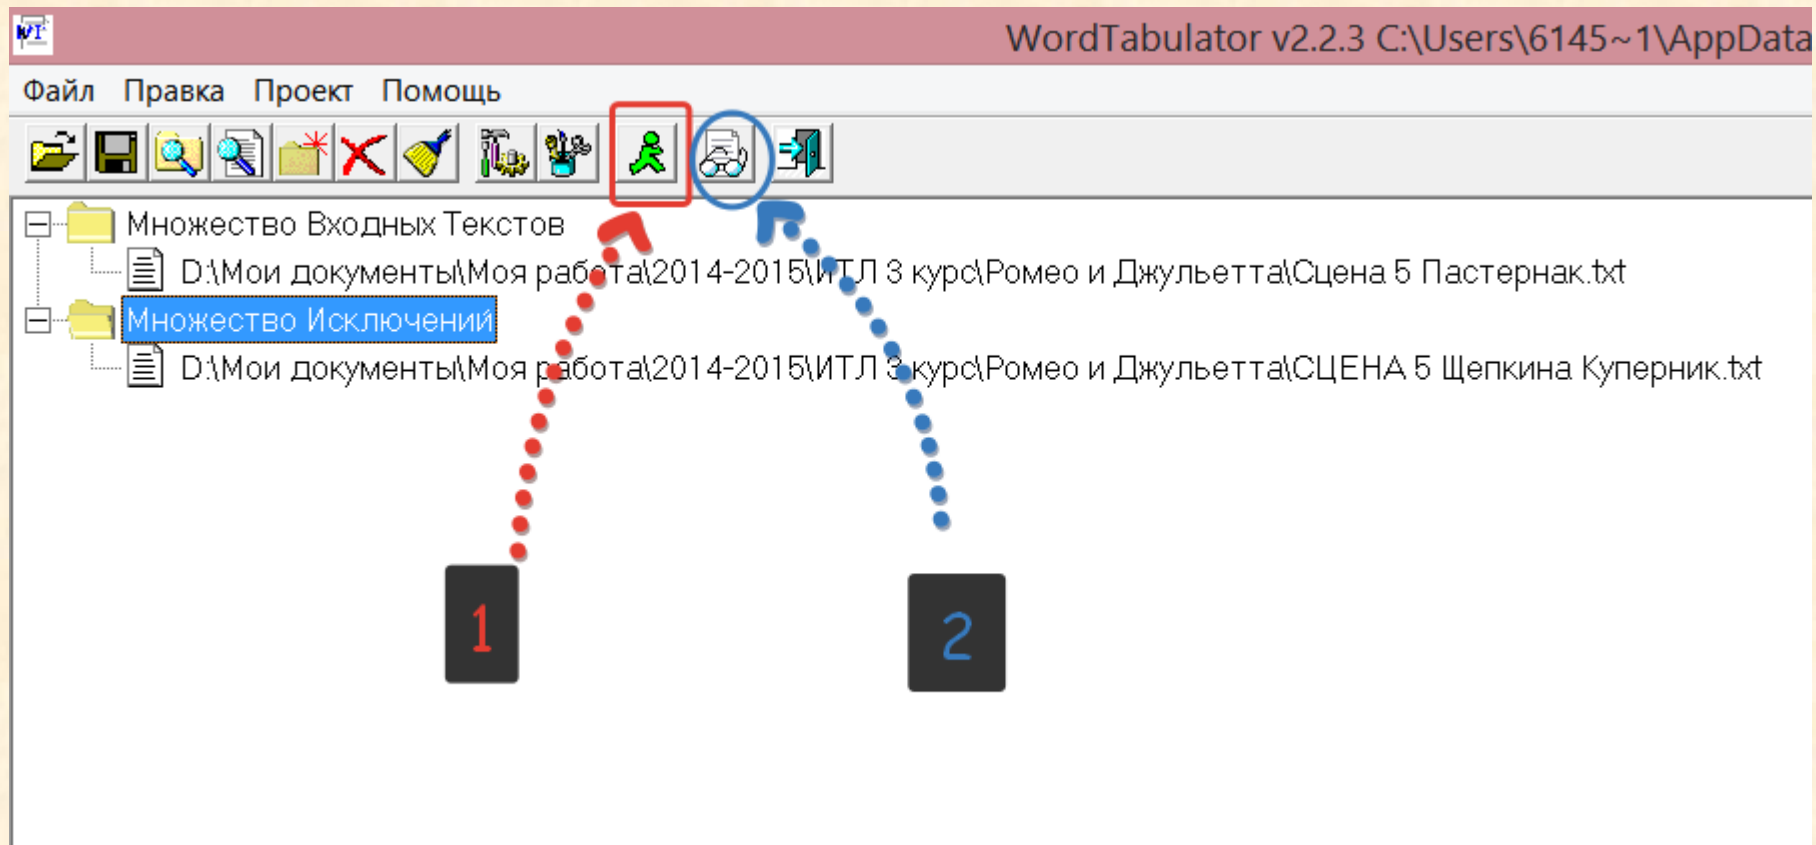 WordTabulator v2.2.3 C:\Users\6145~1\AppData
Файл Правка Проект Помощь
Множество Входных Текстов
D:\Мои документы\Моя работа\2014-2015\ИТЛ 3 курс\Ромео и Джульетта\Сцена 5 Пастернак.txt
Множество Исключений
D:\Мои документы\Моя работа\2014-2015\ИТЛ 3 курс\Ромео и Джульетта\СЦЕНА 5 Щепкина Куперник.txt
1
2